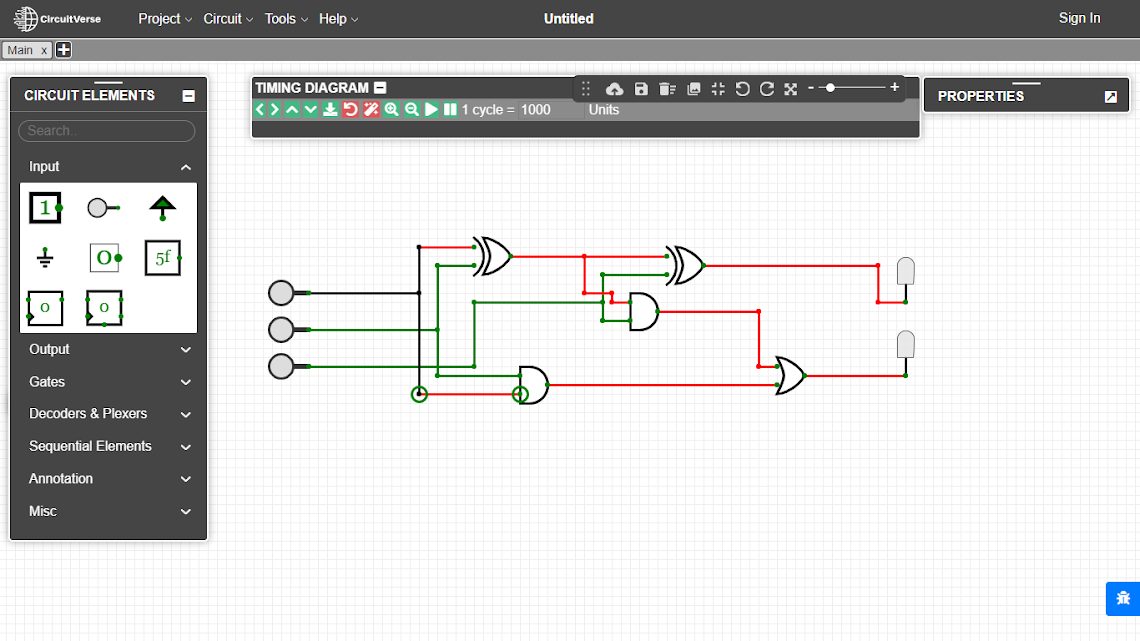 CircuitVerse Project Circuit Tools Help Untitled Sign In
Main x
CIRCUIT ELEMENTS
Search..
Input
1
O 5f
0 0
Output
Gates
Decoders & Plexers
Sequential Elements
Annotation
Misc
TIMING DIAGRAM
1 cycle = 1000 Units
PROPERTIES